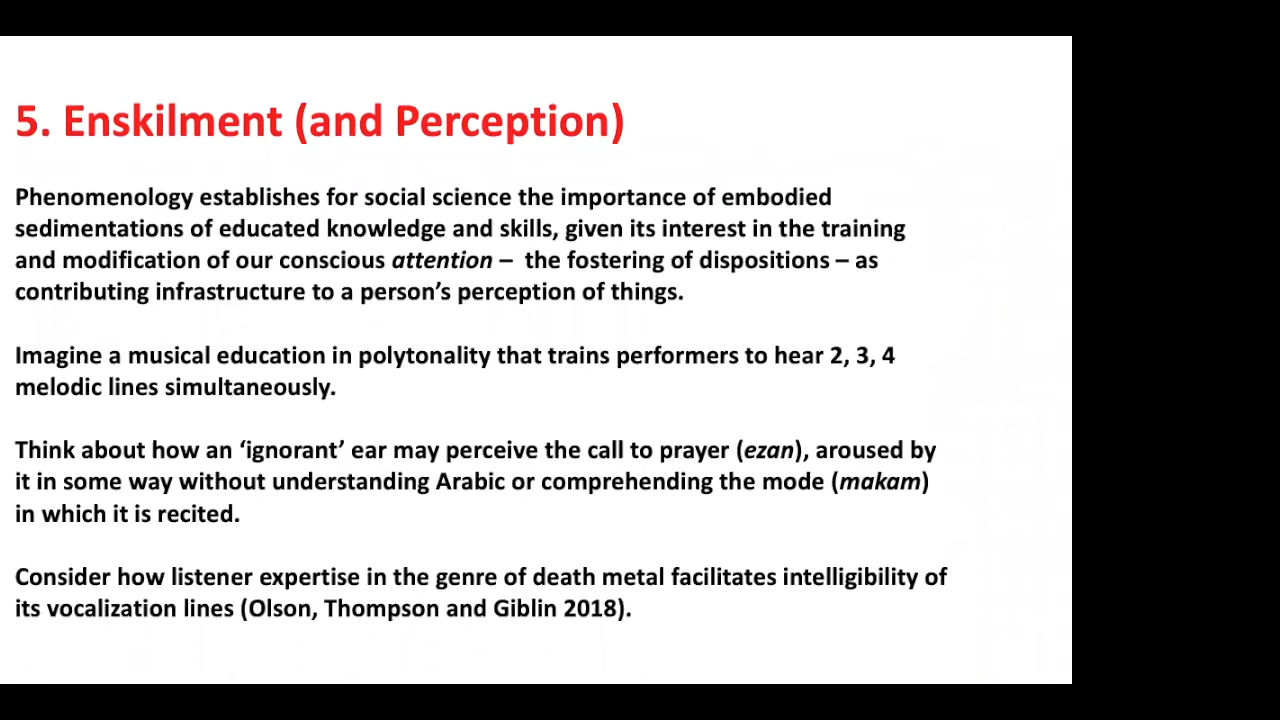 5. Enskilment (and Perception)
Phenomenology establishes for social science the importance of embodied
sedimentations of educated knowledge and skills, given its interest in the training
and modification of our conscious attention – the fostering of dispositions – as
contributing infrastructure to a person’s perception of things.
Imagine a musical education in polytonality that trains performers to hear 2, 3, 4
melodic lines simultaneously.
Think about how an ‘ignorant’ ear may perceive the call to prayer (ezan), aroused by
it in some way without understanding Arabic or comprehending the mode (makam)
in which it is recited.
Consider how listener expertise in the genre of death metal facilitates intelligibility of
its vocalization lines (Olson, Thompson and Giblin 2018).